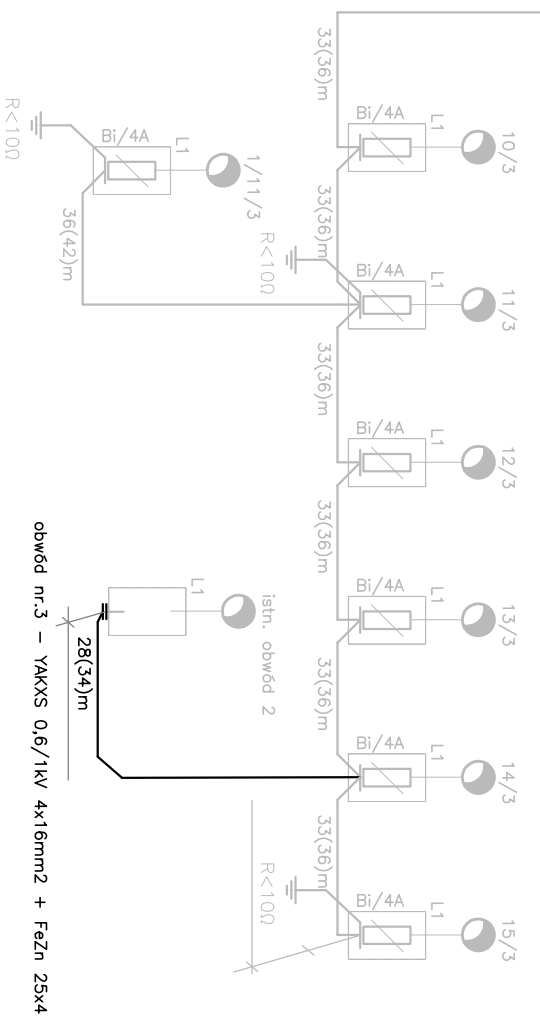 33(36)m
Bi/4A
L1
10/3
33(36)m
Bi/4A
L1
11/3
R<10Ω
33(36)m
Bi/4A
L1
12/3
33(36)m
Bi/4A
L1
13/3
33(36)m
Bi/4A
L1
14/3
33(36)m
Bi/4A
L1
15/3
R<10Ω
R<10Ω
Bi/4A
L1
1/11/3
36(42)m
L1
istn. obwód 2
28(34)m
obwód nr.3 – YAKXS 0,6/1kV 4x16mm2 + FeZn 25x4